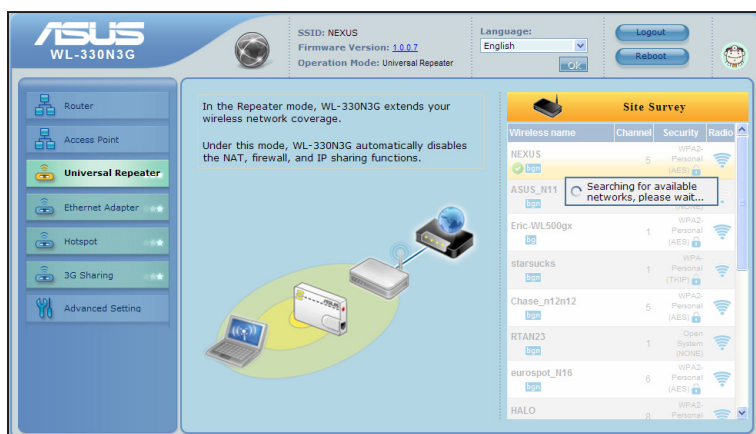 ASUS
WL-330N3G
SSID: NEXUS
Firmware Version: 1.0.0.7
Operation Mode: Universal Repeater
Language:
English
Ok
Logout
Reboot
Router
Access Point
Universal Repeater
Ethernet Adapter
Hotspot
3G Sharing
Advanced Setting
In the Repeater mode, WL-330N3G extends your
wireless network coverage.
Under this mode, WL-330N3G automatically disables
the NAT, firewall, and IP sharing functions.
Site Survey
Wireless name Channel Security Radio
NEXUS
bgn
5
WPA2-
Personal
(AES)
ASUS_N11
bgn
(NONE)
Searching for available
networks, please wait...
Eric-WL500gx
bg
1
WPA2-
Personal
(AES)
starsucks
bgn
1
WPA-
Personal
(TKIP)
Chase_n12n12
bgn
5
WPA2-
Personal
(AES)
RTAN23
bgn
1
Open
System
(NONE)
eurospot_N16
bgn
6
WPA2-
Personal
(AES)
HALO
8
WPA2-
Personal